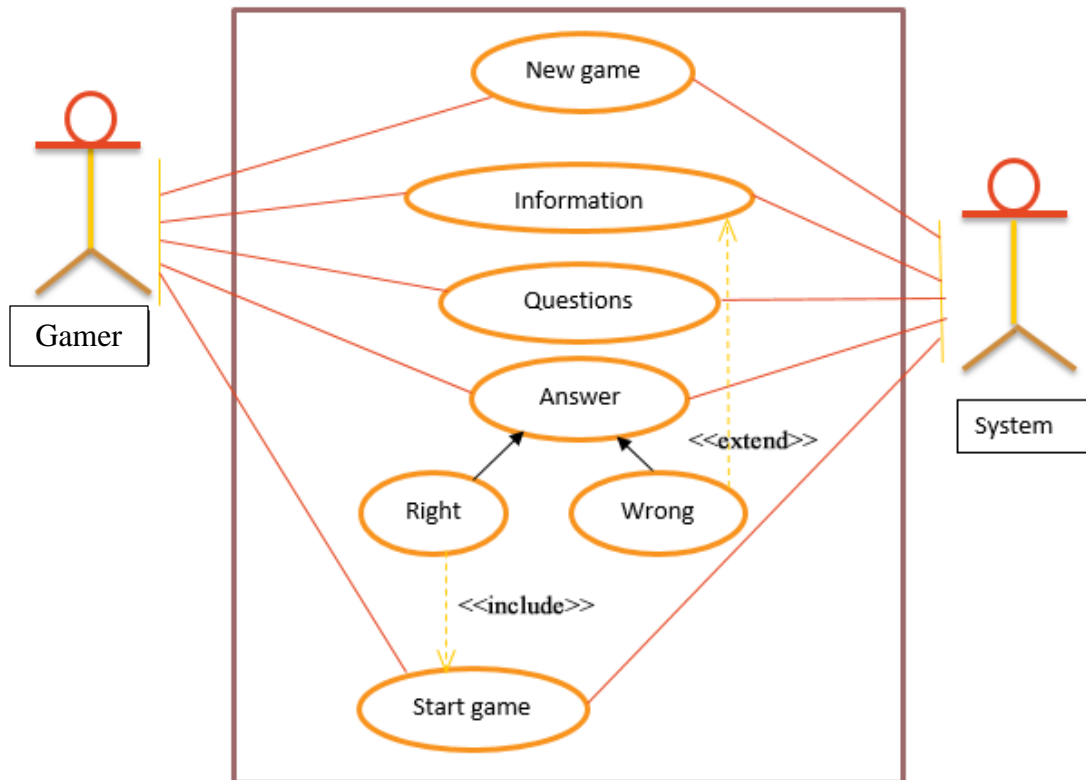 New game
Information
Questions
Gamer
Answer
System
<<extend>>
Right
Wrong
<<include>>
Start game